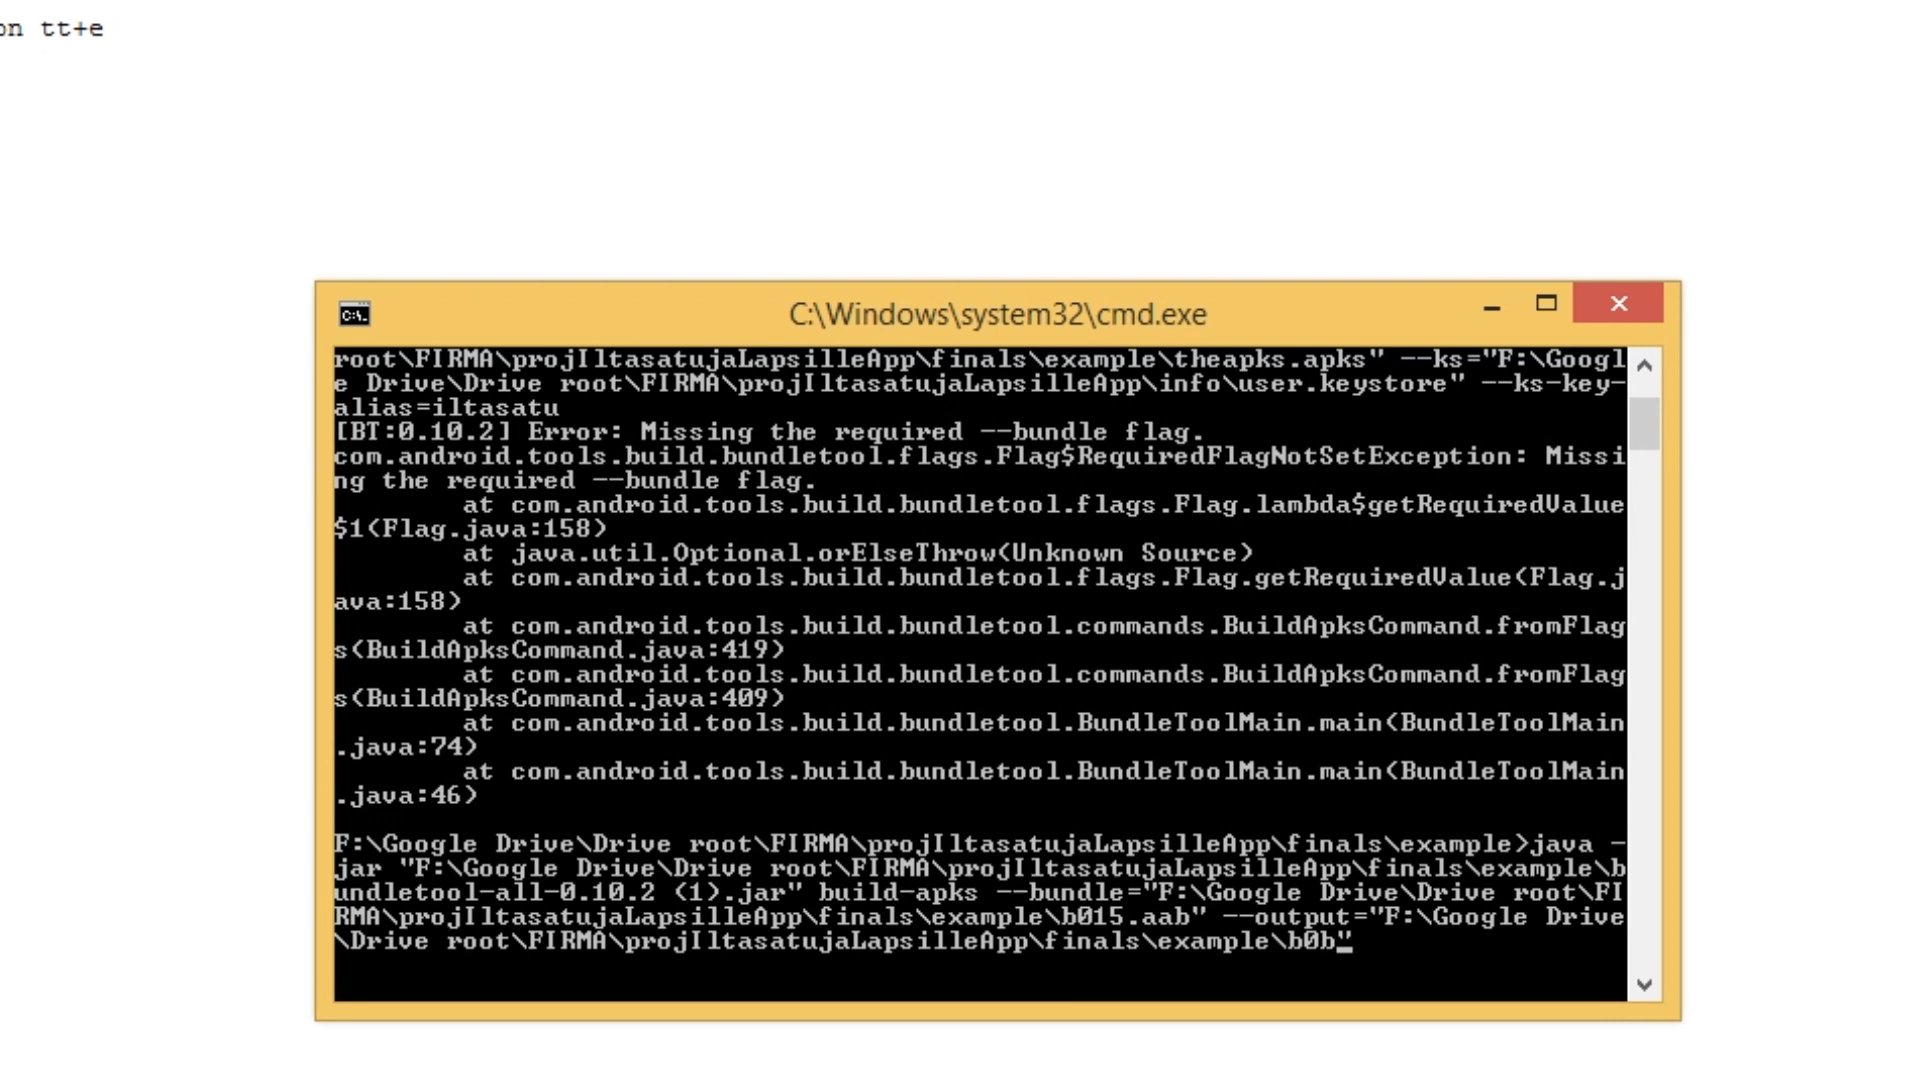 on tt+e
C:\Windows\system32\cmd.exe
root\FIRMA\projIltasatujaLapsilleApp\finals\example\theapks.apks" --ks="F:\Googl
e Drive\Drive root\FIRMA\projIltasatujaLapsilleApp\info\user.keystore" --ks-key-
alias=iltasatu
[BT:0.10.2] Error: Missing the required --bundle flag.
com.android.tools.build.bundletool.flags.Flag$RequiredFlagNotSetException: Missi
ng the required --bundle flag.
at com.android.tools.build.bundletool.flags.Flag.lambda$getRequiredValue
$1(Flag.java:158)
at java.util.Optional.orElseThrow(Unknown Source)
at com.android.tools.build.bundletool.flags.Flag.getRequiredValue(Flag.j
ava:158)
at com.android.tools.build.bundletool.commands.BuildApksCommand.fromFlag
s(BuildApksCommand.java:419)
at com.android.tools.build.bundletool.commands.BuildApksCommand.fromFlag
s(BuildApksCommand.java:409)
at com.android.tools.build.bundletool.BundleToolMain.main(BundleToolMain
.java:74)
at com.android.tools.build.bundletool.BundleToolMain.main(BundleToolMain
.java:46)
F:\Google Drive\Drive root\FIRMA\projIltasatujaLapsilleApp\finals\example>java -
jar "F:\Google Drive\Drive root\FIRMA\projIltasatujaLapsilleApp\finals\example\b
undletool-all-0.10.2 (1).jar" build-apks --bundle="F:\Google Drive\Drive root\FI
RMA\projIltasatujaLapsilleApp\finals\example\b015.aab" --output="F:\Google Drive
\Drive root\FIRMA\projIltasatujaLapsilleApp\finals\example\b0b"